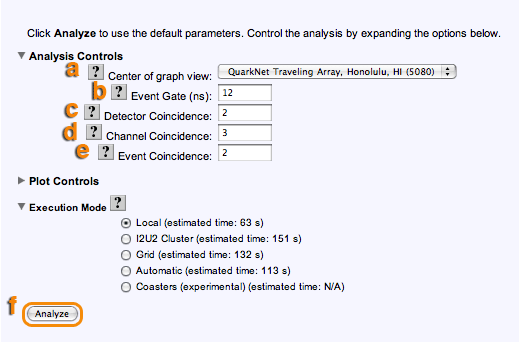 Click Analyze to use the default parameters. Control the analysis by expanding the options below.
▼ Analysis Controls
a ? Center of graph view: QuarkNet Traveling Array, Honolulu, HI (5080)
b ? Event Gate (ns): 12
c ? Detector Coincidence: 2
d ? Channel Coincidence: 3
e ? Event Coincidence: 2
▶ Plot Controls
▼ Execution Mode ?
Local (estimated time: 63 s)
I2U2 Cluster (estimated time: 151 s)
Grid (estimated time: 132 s)
Automatic (estimated time: 113 s)
Coasters (experimental) (estimated time: N/A)
f Analyze